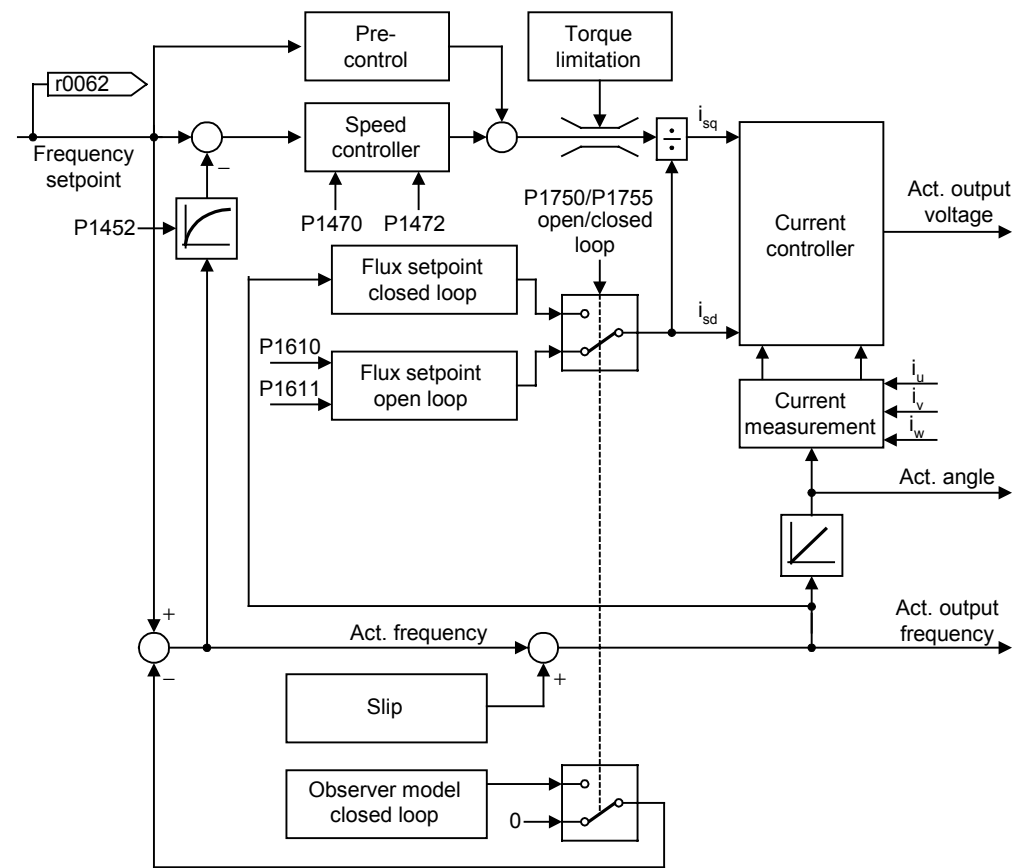 Pre-
control
Torque
limitation
r0062
Speed
controller
÷
i_sq
Frequency
setpoint
–
P1452
P1470
P1472
P1750/P1755
open/closed
loop
Current
controller
Act. output
voltage
Flux setpoint
closed loop
i_sd
P1610
P1611
Flux setpoint
open loop
Current
measurement
i_u
i_v
i_w
Act. angle
+
–
Act. frequency
Act. output
frequency
+
Slip
Observer model
closed loop
0